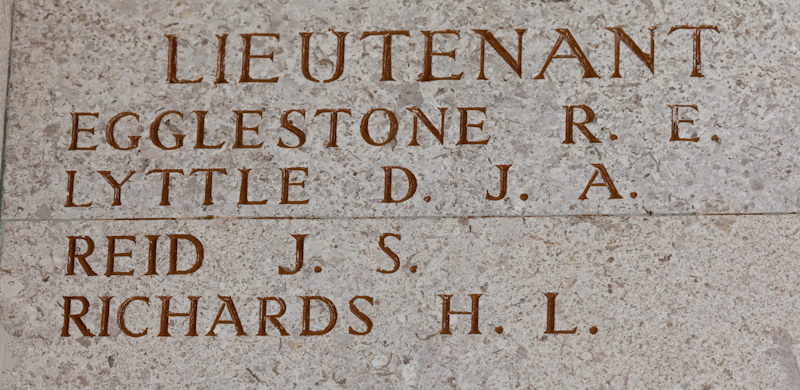 LIEUTENANT
EGGLESTONE R. E.
LYTTLE D. J. A.
REID J. S.
RICHARDS H. L.